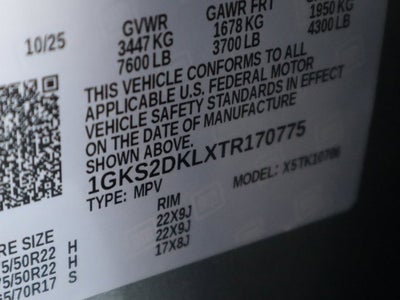 10/25
GVWR GAWR FRT
3447 KG 1678 KG 1950 KG
7600 LB 3700 LB 4300 LB
THIS VEHICLE CONFORMS TO ALL
APPLICABLE U.S. FEDERAL MOTOR
VEHICLE SAFETY STANDARDS IN EFFECT
ON THE DATE OF MANUFACTURE
SHOWN ABOVE.
1GKS2DKLXTR170775
TYPE: MPV MODEL: X5TK10706
RE SIZE RIM
5/50R22 H 22X9J
5/50R22 H 22X9J
5/70R17 S 17X8J